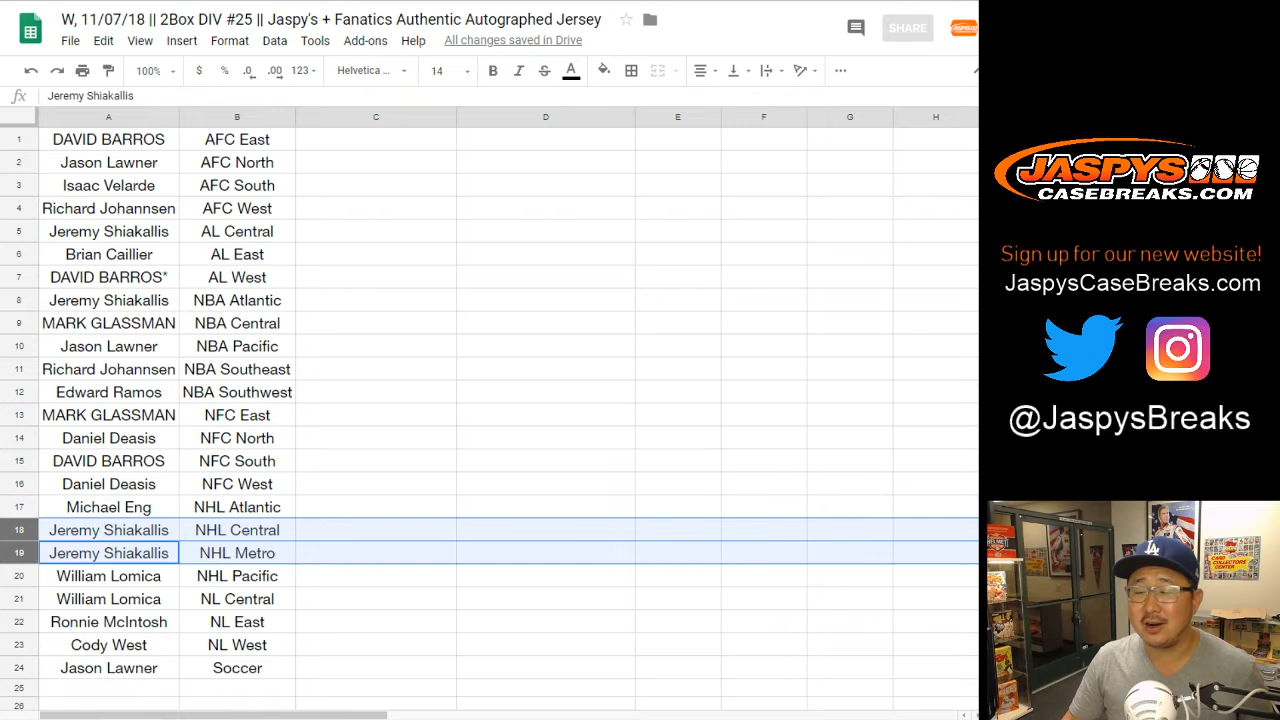 W, 11/07/18 || 2Box DIV #25 || Jaspy's + Fanatics Authentic Autographed Jersey
File Edit View Insert Format Data Tools Add-ons Help All changes saved in Drive
SHARE
100% $ % .0 .00 123 Helvetica ... 14 B I S A
fx Jeremy Shiakallis
A B C D E F G H
1 DAVID BARROS AFC East
2 Jason Lawner AFC North
3 Isaac Velarde AFC South
4 Richard Johannsen AFC West
5 Jeremy Shiakallis AL Central
6 Brian Caillier AL East
7 DAVID BARROS* AL West
8 Jeremy Shiakallis NBA Atlantic
9 MARK GLASSMAN NBA Central
10 Jason Lawner NBA Pacific
11 Richard Johannsen NBA Southeast
12 Edward Ramos NBA Southwest
13 MARK GLASSMAN NFC East
14 Daniel Deasis NFC North
15 DAVID BARROS NFC South
16 Daniel Deasis NFC West
17 Michael Eng NHL Atlantic
18 Jeremy Shiakallis NHL Central
19 Jeremy Shiakallis NHL Metro
20 William Lomica NHL Pacific
21 William Lomica NL Central
22 Ronnie McIntosh NL East
23 Cody West NL West
24 Jason Lawner Soccer
25
26
JASPYS
CASEBREAKS.COM
Sign up for our new website!
JaspysCaseBreaks.com
@JaspysBreaks
CARD COLLECTORS
CENTER
LA